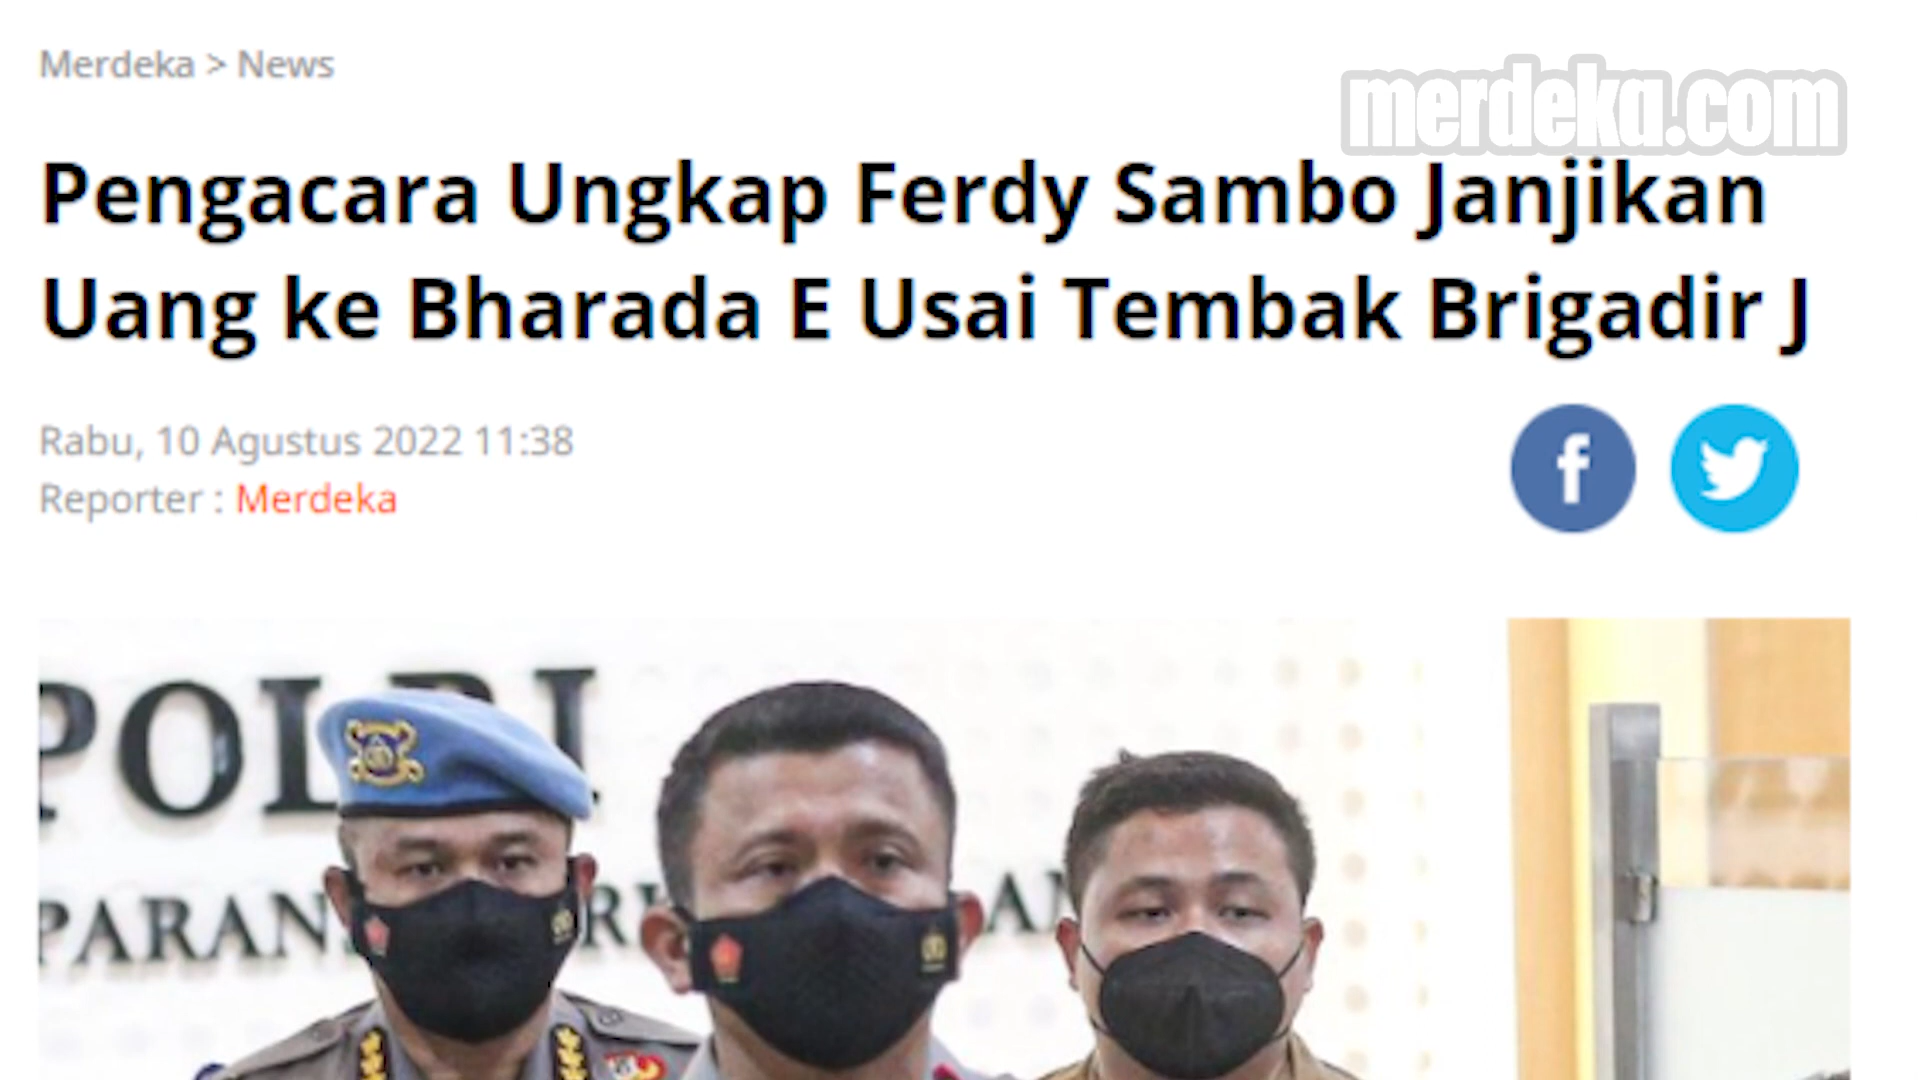 Merdeka > News
merdeka.com
Pengacara Ungkap Ferdy Sambo Janjikan
Uang ke Bharada E Usai Tembak Brigadir J
Rabu, 10 Agustus 2022 11:38
Reporter : Merdeka
POLRI